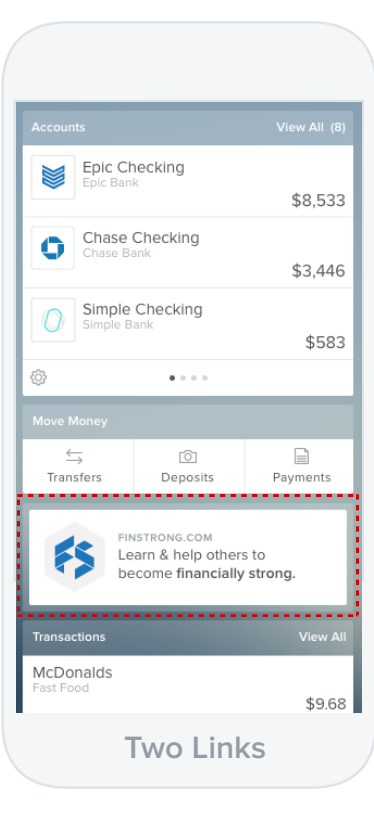 Accounts View All (8)
Epic Checking
Epic Bank
$8,533
Chase Checking
Chase Bank
$3,446
Simple Checking
Simple Bank
$583
Move Money
Transfers Deposits Payments
FS
FINSTRONG.COM
Learn & help others to
become financially strong.
Transactions View All
McDonalds
Fast Food
$9.68
Two Links